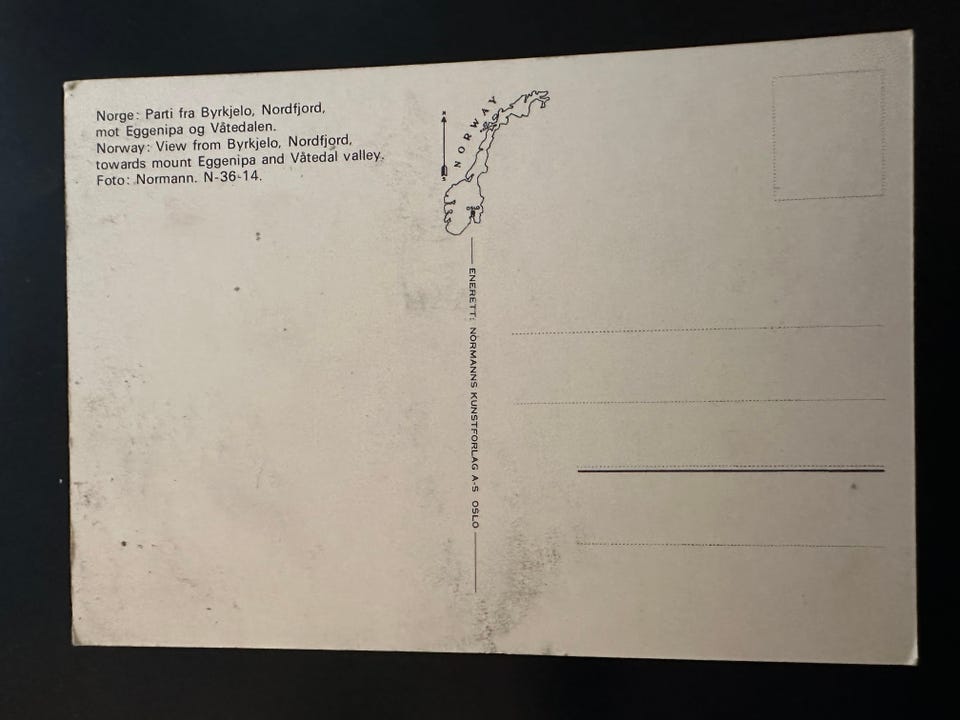 Norge: Parti fra Byrkjelo, Nordfjord,
mot Eggenipa og Våtedalen.
Norway: View from Byrkjelo, Nordfjord,
towards mount Eggenipa and Våtedal valley.
Foto: Normann. N-36-14.
NORWAY
ENERETT: NORMANNS KUNSTFORLAG A-S OSLO